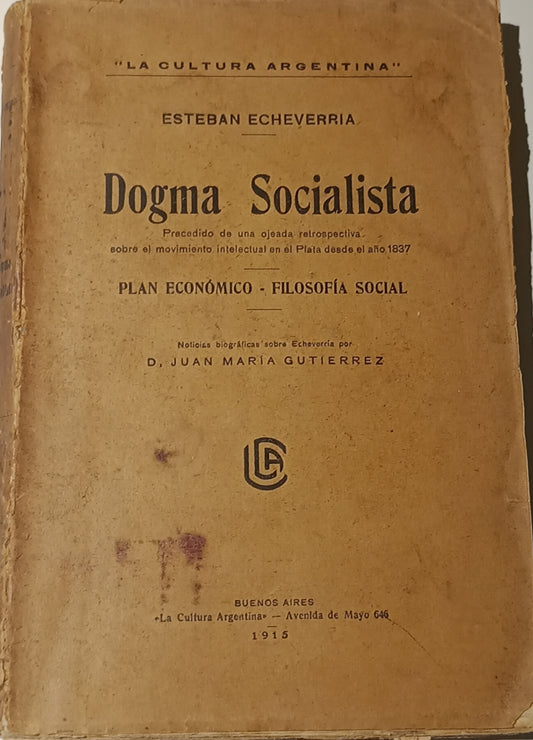 "LA CULTURA ARGENTINA"
ESTEBAN ECHEVERRIA
Dogma Socialista
Precedido de una ojeada retrospectiva
sobre el movimiento intelectual en el Plata desde el año 1837
PLAN ECONÓMICO - FILOSOFÍA SOCIAL
Noticias biográficas sobre Echeverría por
D. JUAN MARÍA GUTIERREZ
LCA
BUENOS AIRES
«La Cultura Argentina» — Avenida de Mayo 646
1915